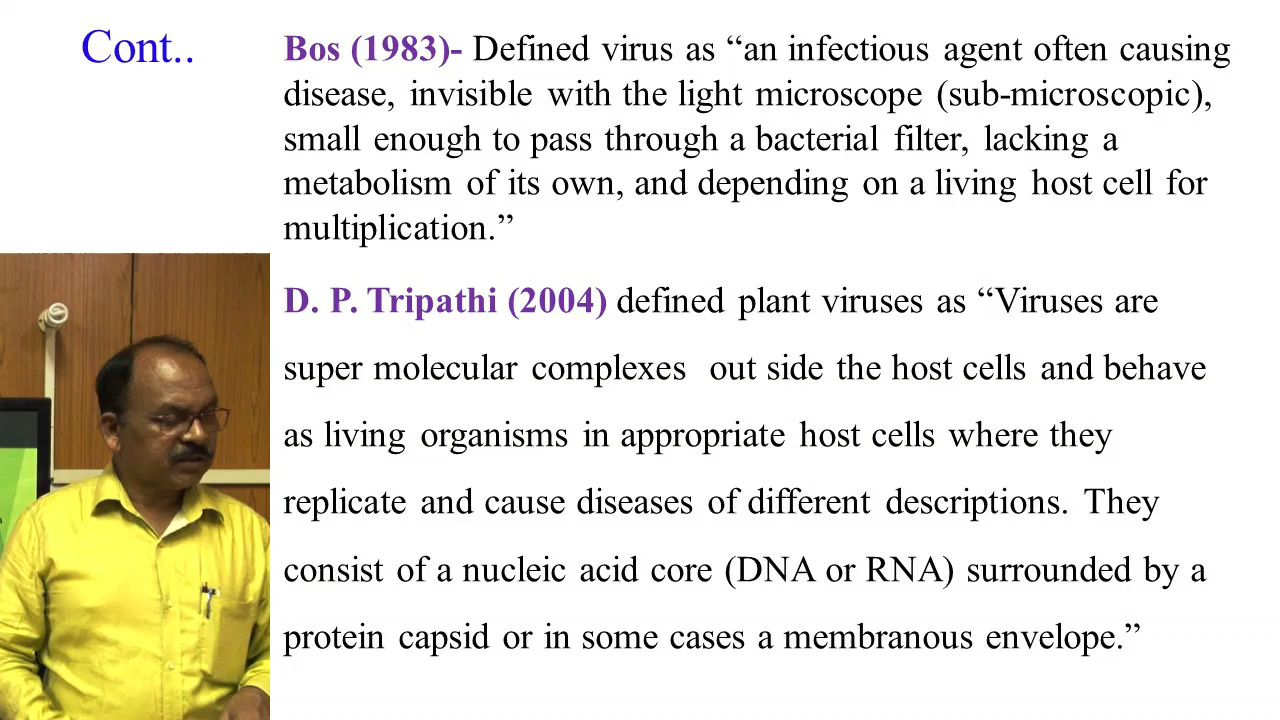 Cont..
Bos (1983)- Defined virus as “an infectious agent often causing
disease, invisible with the light microscope (sub-microscopic),
small enough to pass through a bacterial filter, lacking a
metabolism of its own, and depending on a living host cell for
multiplication.”
D. P. Tripathi (2004) defined plant viruses as “Viruses are
super molecular complexes out side the host cells and behave
as living organisms in appropriate host cells where they
replicate and cause diseases of different descriptions. They
consist of a nucleic acid core (DNA or RNA) surrounded by a
protein capsid or in some cases a membranous envelope.”